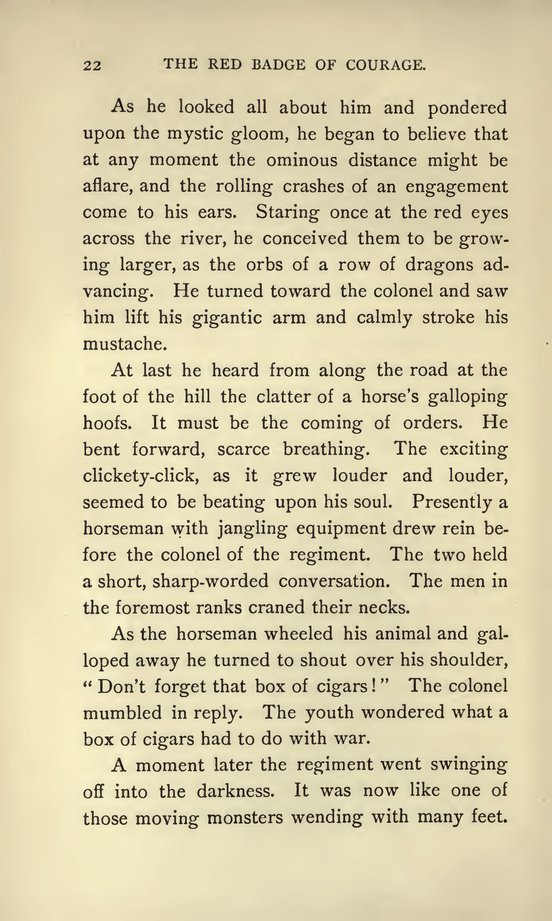 22 THE RED BADGE OF COURAGE.
As he looked all about him and pondered
upon the mystic gloom, he began to believe that
at any moment the ominous distance might be
aflare, and the rolling crashes of an engagement
come to his ears. Staring once at the red eyes
across the river, he conceived them to be grow-
ing larger, as the orbs of a row of dragons ad-
vancing. He turned toward the colonel and saw
him lift his gigantic arm and calmly stroke his
mustache.
At last he heard from along the road at the
foot of the hill the clatter of a horse's galloping
hoofs. It must be the coming of orders. He
bent forward, scarce breathing. The exciting
clickety-click, as it grew louder and louder,
seemed to be beating upon his soul. Presently a
horseman with jangling equipment drew rein be-
fore the colonel of the regiment. The two held
a short, sharp-worded conversation. The men in
the foremost ranks craned their necks.
As the horseman wheeled his animal and gal-
loped away he turned to shout over his shoulder,
“ Don't forget that box of cigars ! ” The colonel
mumbled in reply. The youth wondered what a
box of cigars had to do with war.
A moment later the regiment went swinging
off into the darkness. It was now like one of
those moving monsters wending with many feet.